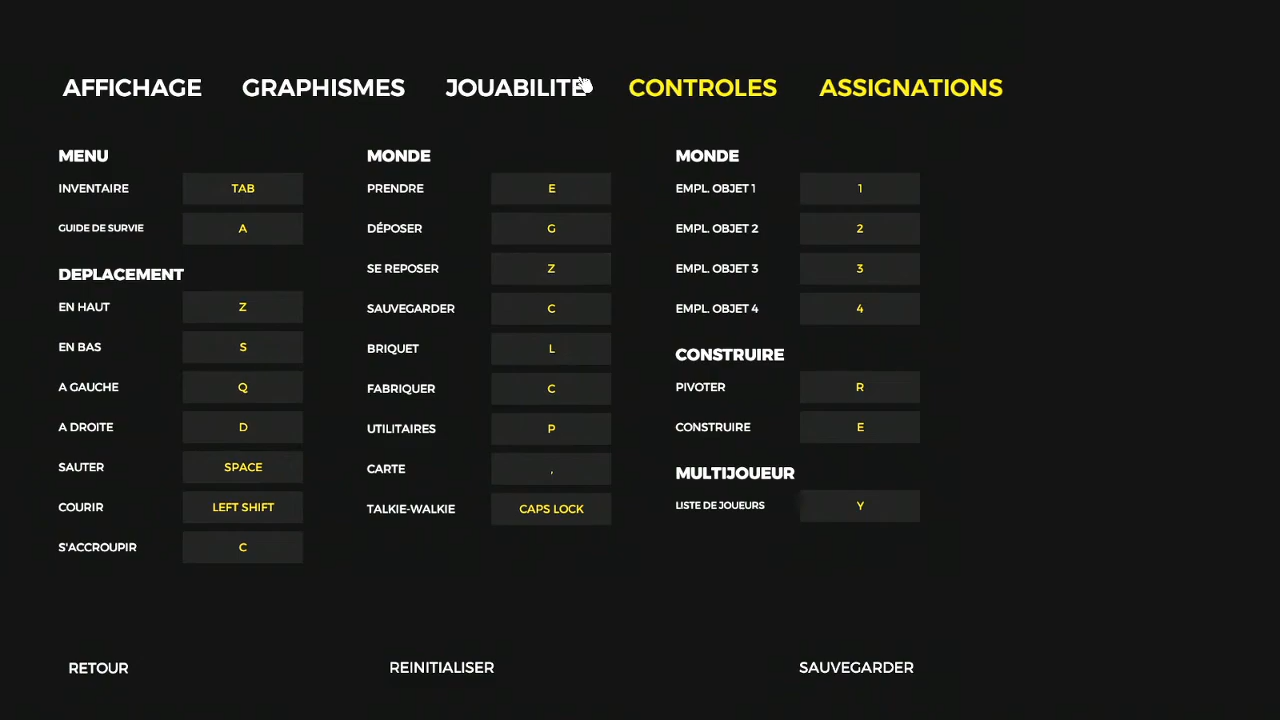 AFFICHAGE GRAPHISMES JOUABILITE CONTROLES ASSIGNATIONS
MENU
INVENTAIRE TAB
GUIDE DE SURVIE A
DEPLACEMENT
EN HAUT Z
EN BAS S
A GAUCHE Q
A DROITE D
SAUTER SPACE
COURIR LEFT SHIFT
S'ACCROUPIR C
MONDE
PRENDRE E
DÉPOSER G
SE REPOSER Z
SAUVEGARDER C
BRIQUET L
FABRIQUER C
UTILITAIRES P
CARTE ,
TALKIE-WALKIE CAPS LOCK
MONDE
EMPL. OBJET 1 1
EMPL. OBJET 2 2
EMPL. OBJET 3 3
EMPL. OBJET 4 4
CONSTRUIRE
PIVOTER R
CONSTRUIRE E
MULTIJOUEUR
LISTE DE JOUEURS Y
RETOUR REINITIALISER SAUVEGARDER